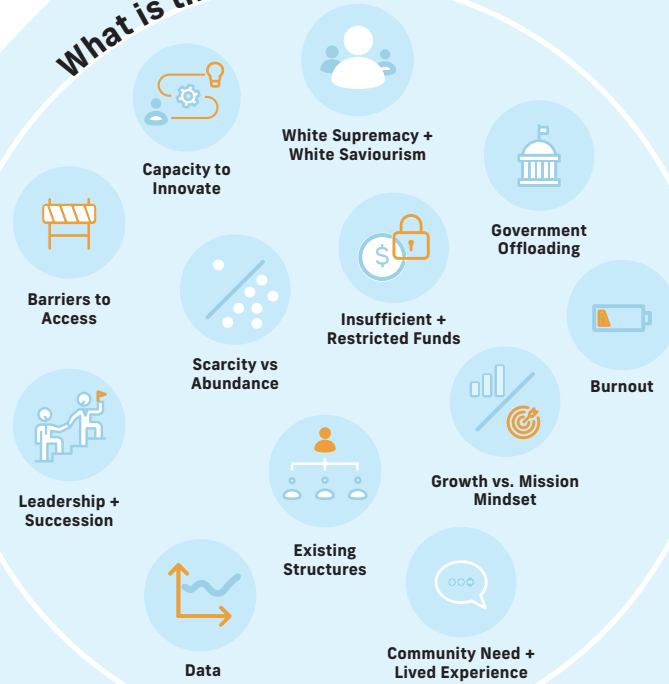 What is
White Supremacy +
White Saviourism
Capacity to
Innovate
Government
Offloading
Barriers to
Access
$
Insufficient +
Restricted Funds
Scarcity vs
Abundance
Burnout
Growth vs. Mission
Mindset
Leadership +
Succession
Existing
Structures
Community Need +
Lived Experience
Data